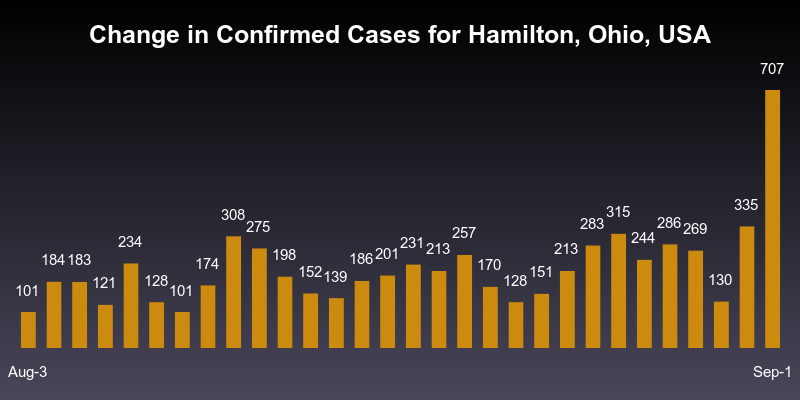 Change in Confirmed Cases for Hamilton, Ohio, USA
101 184 183 121 234 128 101 174 308 275 198 152 139 186 201 231 213 257 170 128 151 213 283 315 244 286 269 130 335 707
Aug-3 Sep-1